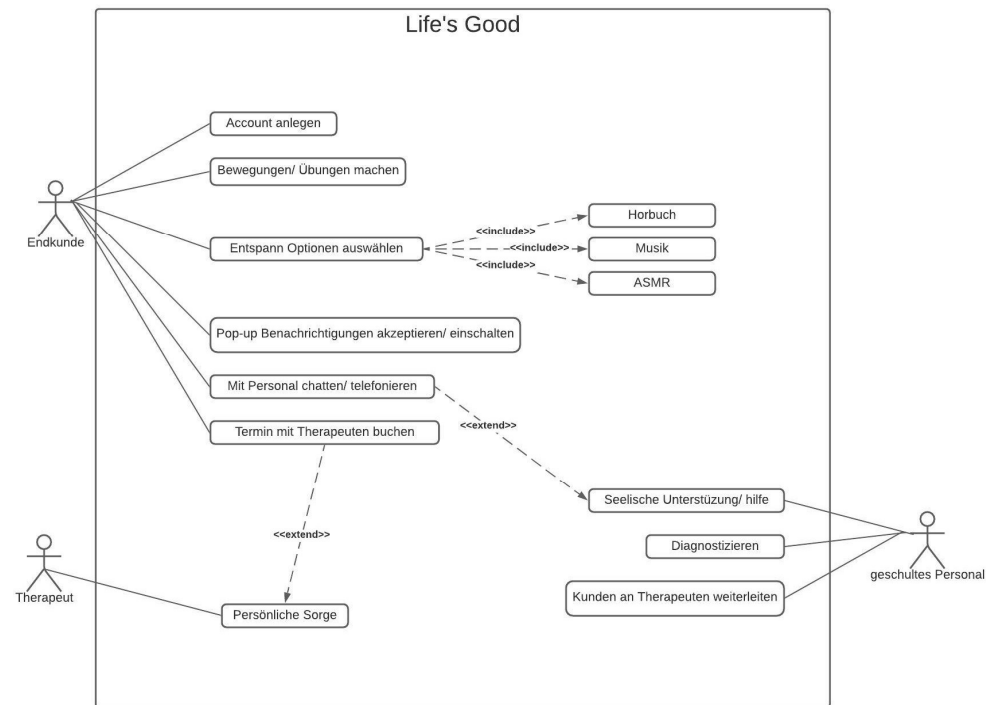 Life's Good
Account anlegen
Bewegungen/ Übungen machen
Endkunde
Entspann Optionen auswählen
<<include>>
<<include>>
<<include>>
Horbuch
Musik
ASMR
Pop-up Benachrichtigungen akzeptieren/ einschalten
Mit Personal chatten/ telefonieren
<<extend>>
Termin mit Therapeuten buchen
Seelische Unterstüzung/ hilfe
<<extend>>
Diagnostizieren
geschultes Personal
Therapeut
Kunden an Therapeuten weiterleiten
Persönliche Sorge